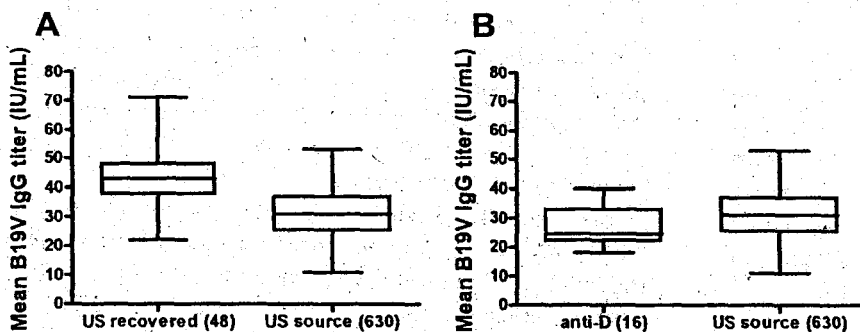 A
Mean B19V IgG titer (IU/mL)
80
70
60
50
40
30
20
10
0
US recovered (48)
US source (630)
B
Mean B19V IgG titer (IU/mL)
80
70
60
50
40
30
20
10
0
anti-D (16)
US source (630)